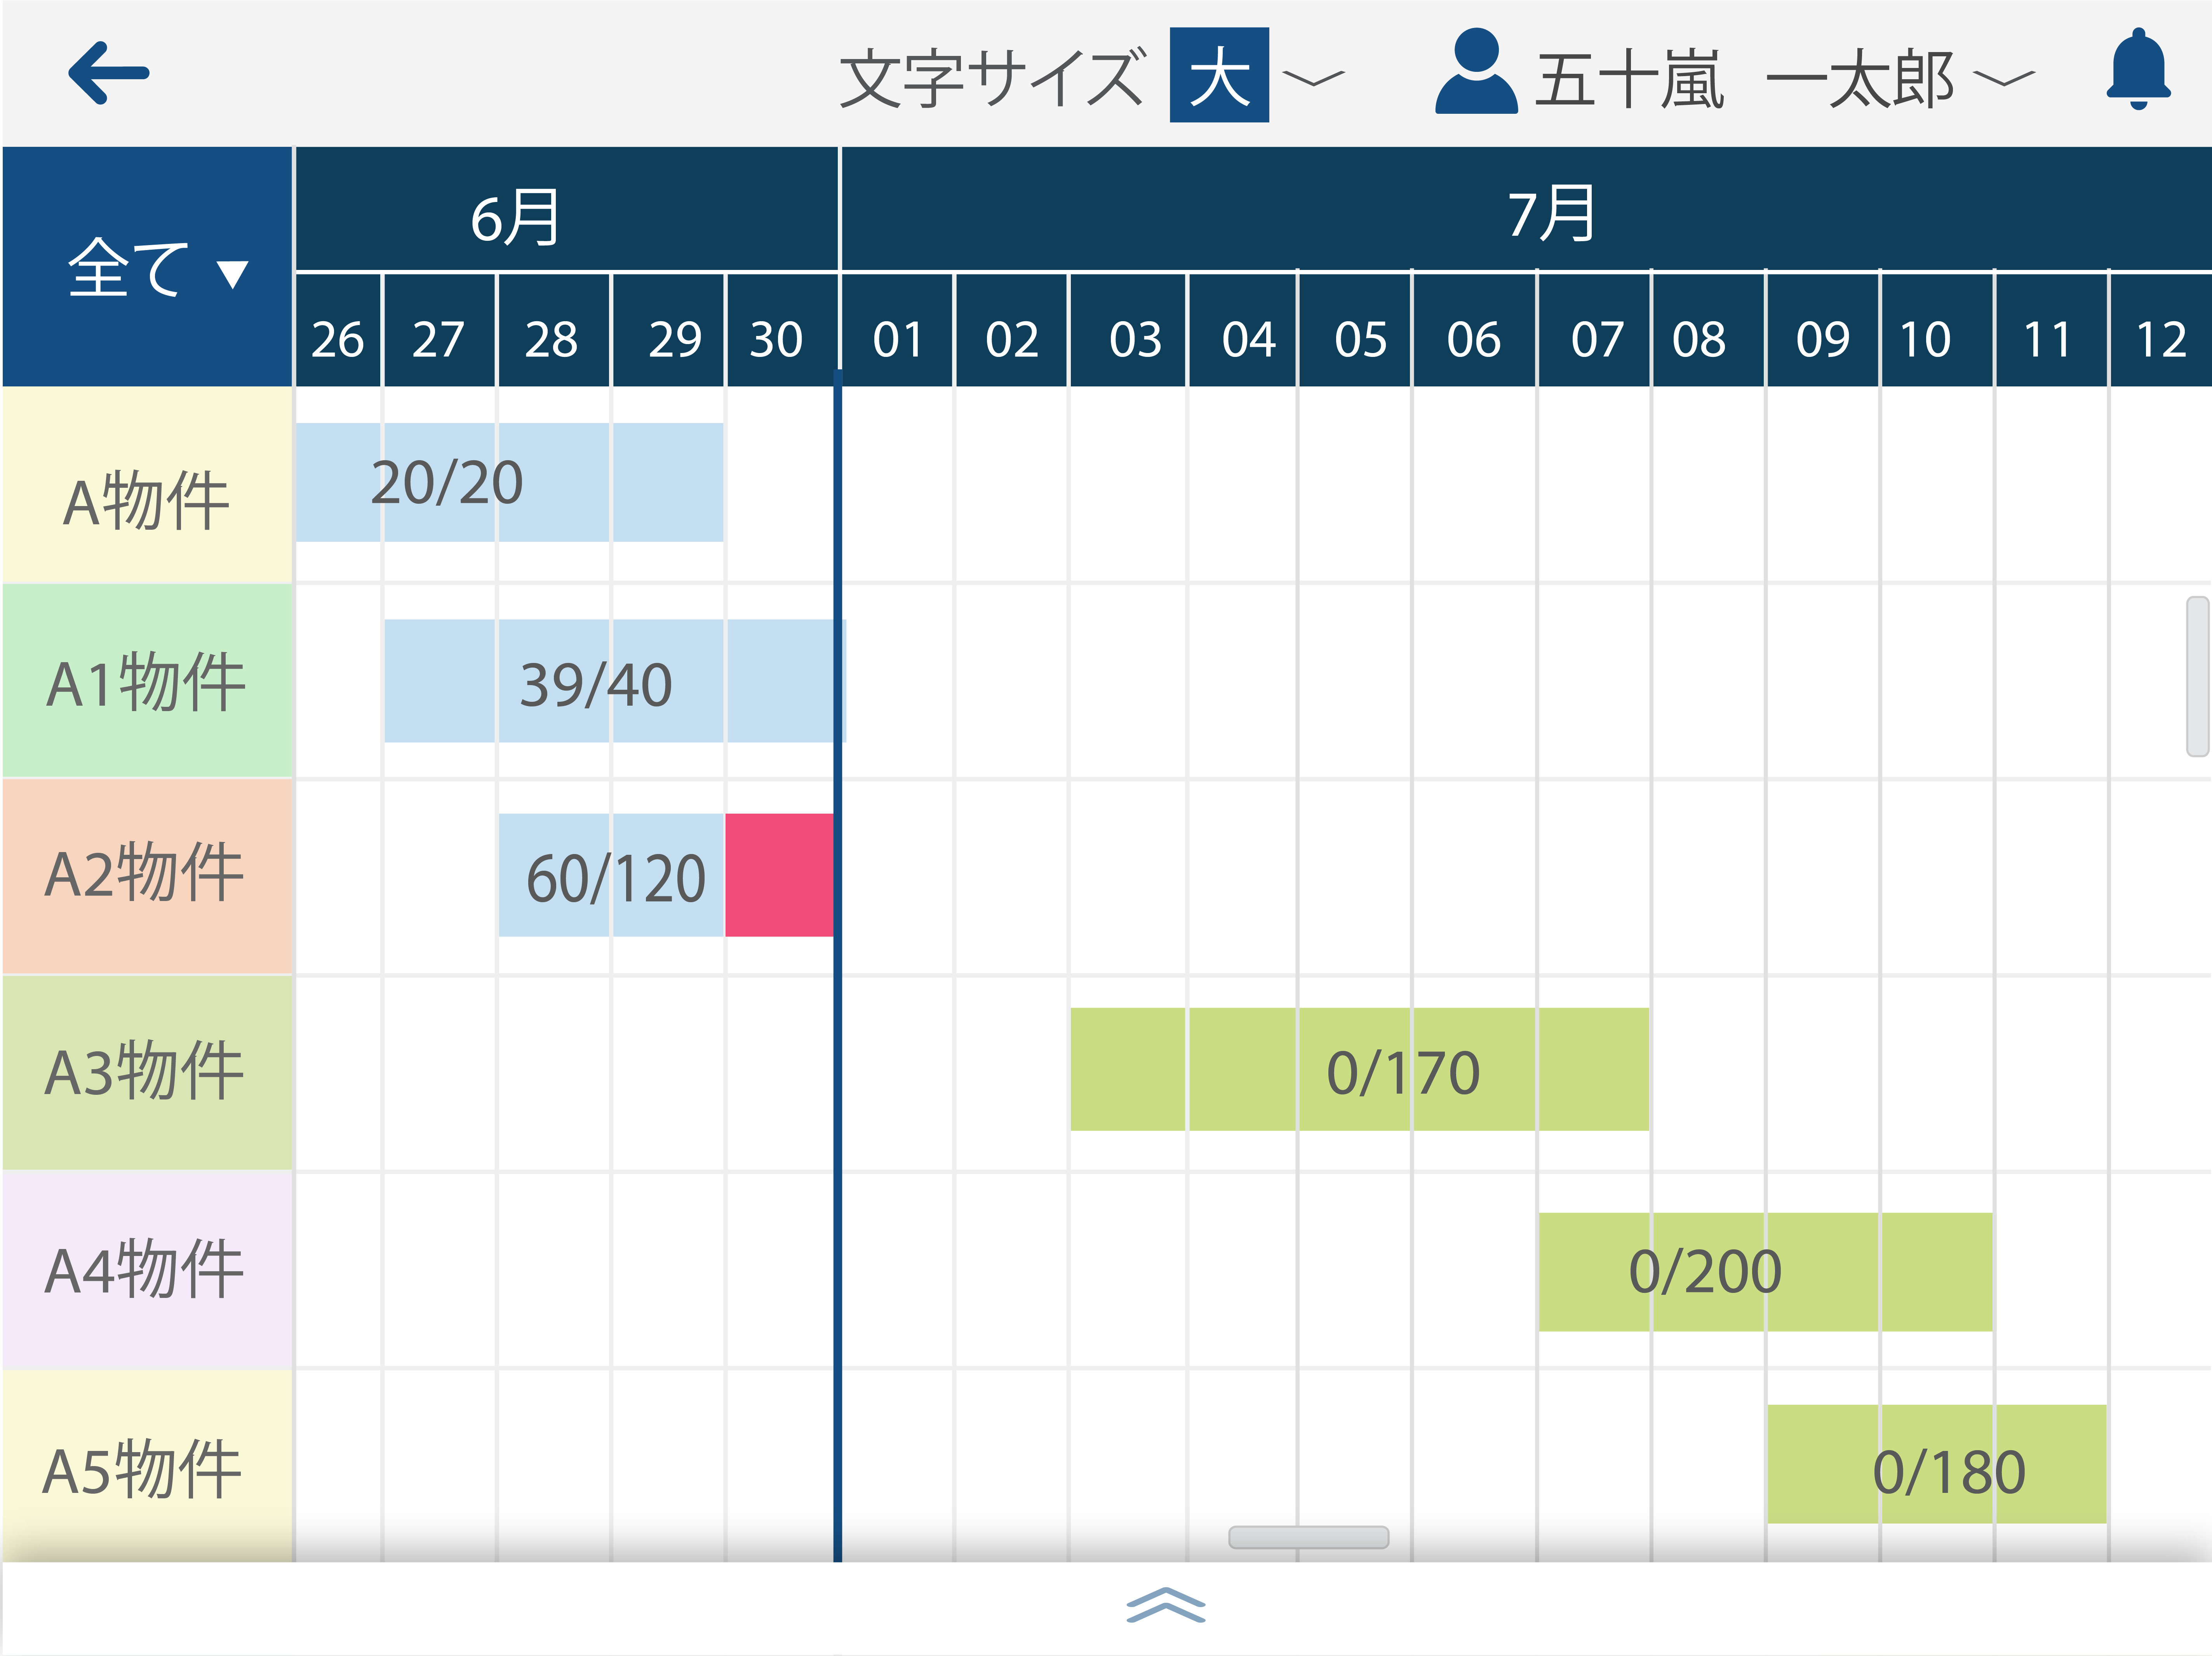 文字サイズ 大 五十嵐 一太郎
全て▼ 6月 7月
26 27 28 29 30 01 02 03 04 05 06 07 08 09 10 11 12
A物件 20/20
A1物件 39/40
A2物件 60/120
A3物件 0/170
A4物件 0/200
A5物件 0/180